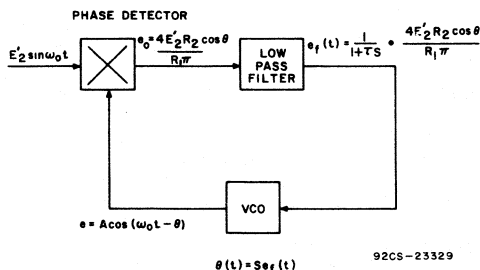 PHASE DETECTOR
E'₂ sin ω₀t
e₀ = 4E'₂R₂ cos θ / R₁π
LOW PASS FILTER
e_f(t) = 1 / 1+τS • 4E'₂R₂ cos θ / R₁π
VCO
e = A cos (ω₀t − θ)
θ(t) = Se_f(t)
92CS-23329